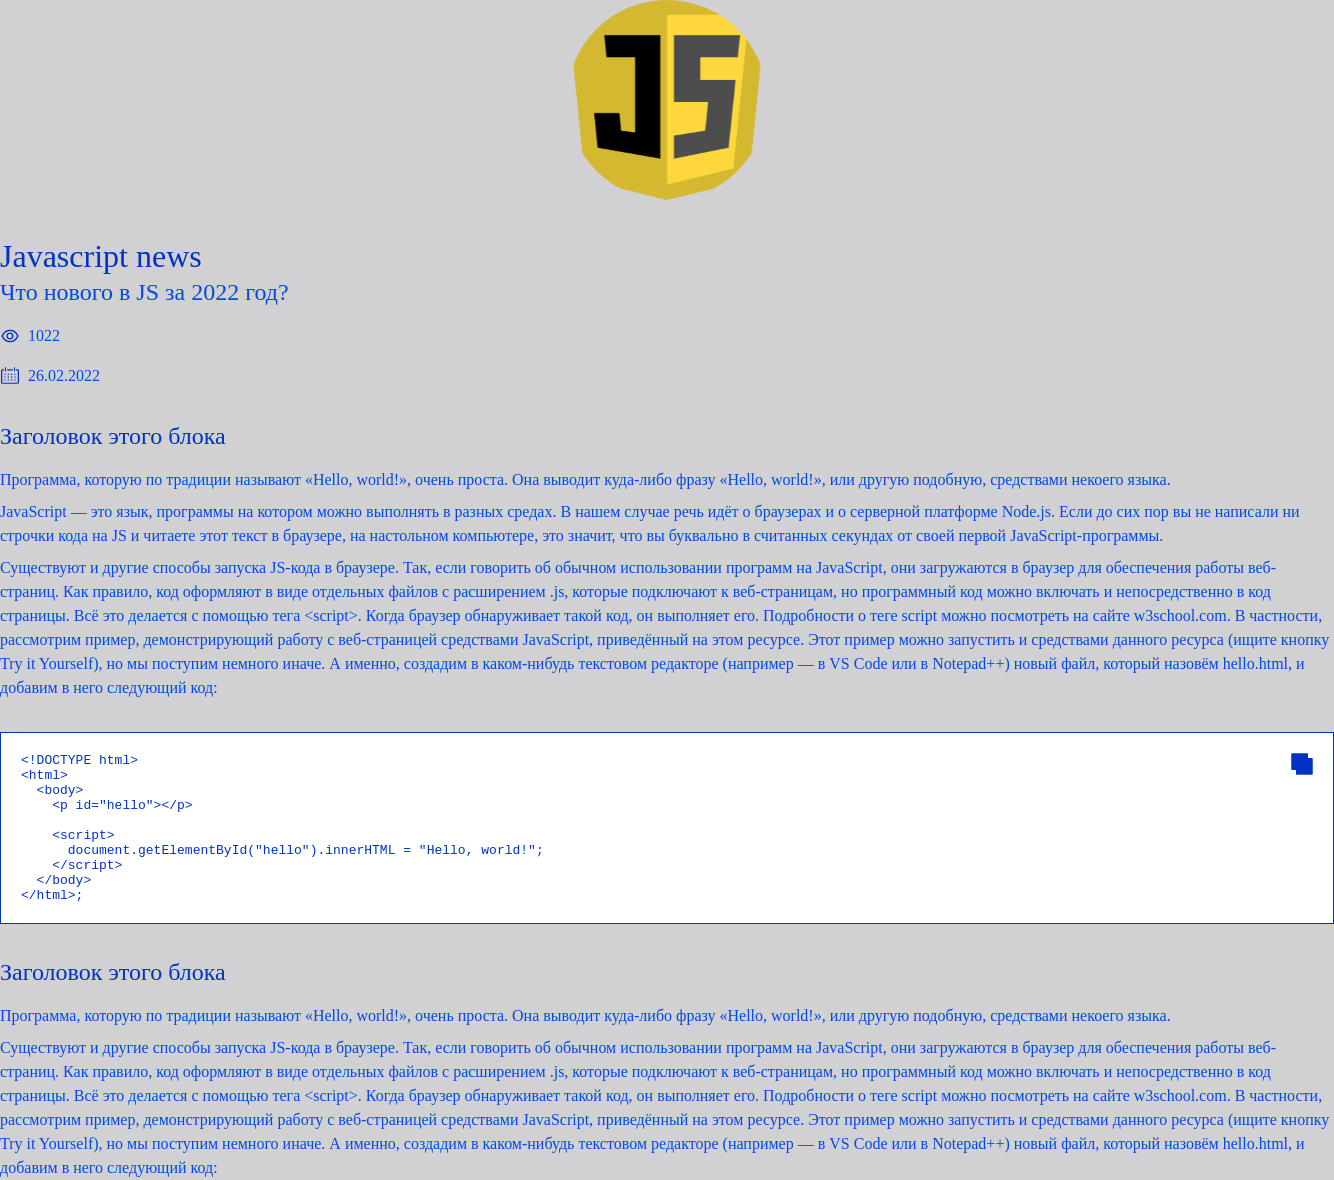 JS
Javascript news
Что нового в JS за 2022 год?
1022
26.02.2022
Заголовок этого блока
Программа, которую по традиции называют «Hello, world!», очень проста. Она выводит куда-либо фразу «Hello, world!», или другую подобную, средствами некоего языка.
JavaScript — это язык, программы на котором можно выполнять в разных средах. В нашем случае речь идёт о браузерах и о серверной платформе Node.js. Если до сих пор вы не написали ни
строчки кода на JS и читаете этот текст в браузере, на настольном компьютере, это значит, что вы буквально в считанных секундах от своей первой JavaScript-программы.
Существуют и другие способы запуска JS-кода в браузере. Так, если говорить об обычном использовании программ на JavaScript, они загружаются в браузер для обеспечения работы веб-
страниц. Как правило, код оформляют в виде отдельных файлов с расширением .js, которые подключают к веб-страницам, но программный код можно включать и непосредственно в код
страницы. Всё это делается с помощью тега <script>. Когда браузер обнаруживает такой код, он выполняет его. Подробности о теге script можно посмотреть на сайте w3school.com. В частности,
рассмотрим пример, демонстрирующий работу с веб-страницей средствами JavaScript, приведённый на этом ресурсе. Этот пример можно запустить и средствами данного ресурса (ищите кнопку
Try it Yourself), но мы поступим немного иначе. А именно, создадим в каком-нибудь текстовом редакторе (например — в VS Code или в Notepad++) новый файл, который назовём hello.html, и
добавим в него следующий код:
<!DOCTYPE html>
<html>
  <body>
    <p id="hello"></p>
    <script>
      document.getElementById("hello").innerHTML = "Hello, world!";
    </script>
  </body>
</html>;
Заголовок этого блока
Программа, которую по традиции называют «Hello, world!», очень проста. Она выводит куда-либо фразу «Hello, world!», или другую подобную, средствами некоего языка.
Существуют и другие способы запуска JS-кода в браузере. Так, если говорить об обычном использовании программ на JavaScript, они загружаются в браузер для обеспечения работы веб-
страниц. Как правило, код оформляют в виде отдельных файлов с расширением .js, которые подключают к веб-страницам, но программный код можно включать и непосредственно в код
страницы. Всё это делается с помощью тега <script>. Когда браузер обнаруживает такой код, он выполняет его. Подробности о теге script можно посмотреть на сайте w3school.com. В частности,
рассмотрим пример, демонстрирующий работу с веб-страницей средствами JavaScript, приведённый на этом ресурсе. Этот пример можно запустить и средствами данного ресурса (ищите кнопку
Try it Yourself), но мы поступим немного иначе. А именно, создадим в каком-нибудь текстовом редакторе (например — в VS Code или в Notepad++) новый файл, который назовём hello.html, и
добавим в него следующий код: